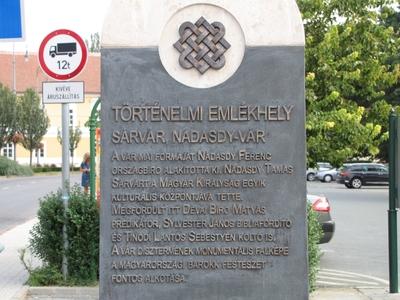 12t
KIVÉVE
ÁRUSZÁLLÍTÁS
TÖRTÉNELMI EMLÉKHELY
SÁRVÁR, NÁDASDY-VÁR
A VÁR MAI FORMÁJÁT NÁDASDY FERENC
ORSZÁGBÍRÓ ALAKÍTOTTA KI. NÁDASDY TAMÁS
SÁRVÁRT A MAGYAR KIRÁLYSÁG EGYIK
KULTURÁLIS KÖZPONTJÁVÁ TETTE.
MEGFORDULT ITT DÉVAI BÍRÓ MÁTYÁS
PRÉDIKÁTOR, SYLVESTER JÁNOS BIBLIAFORDÍTÓ
ÉS TINÓDI LANTOS SEBESTYÉN KÖLTŐ IS.
A VÁR DÍSZTERMÉNEK MONUMENTÁLIS FALKÉPE
A MAGYARORSZÁGI BAROKK FESTÉSZET
FONTOS ALKOTÁSA.